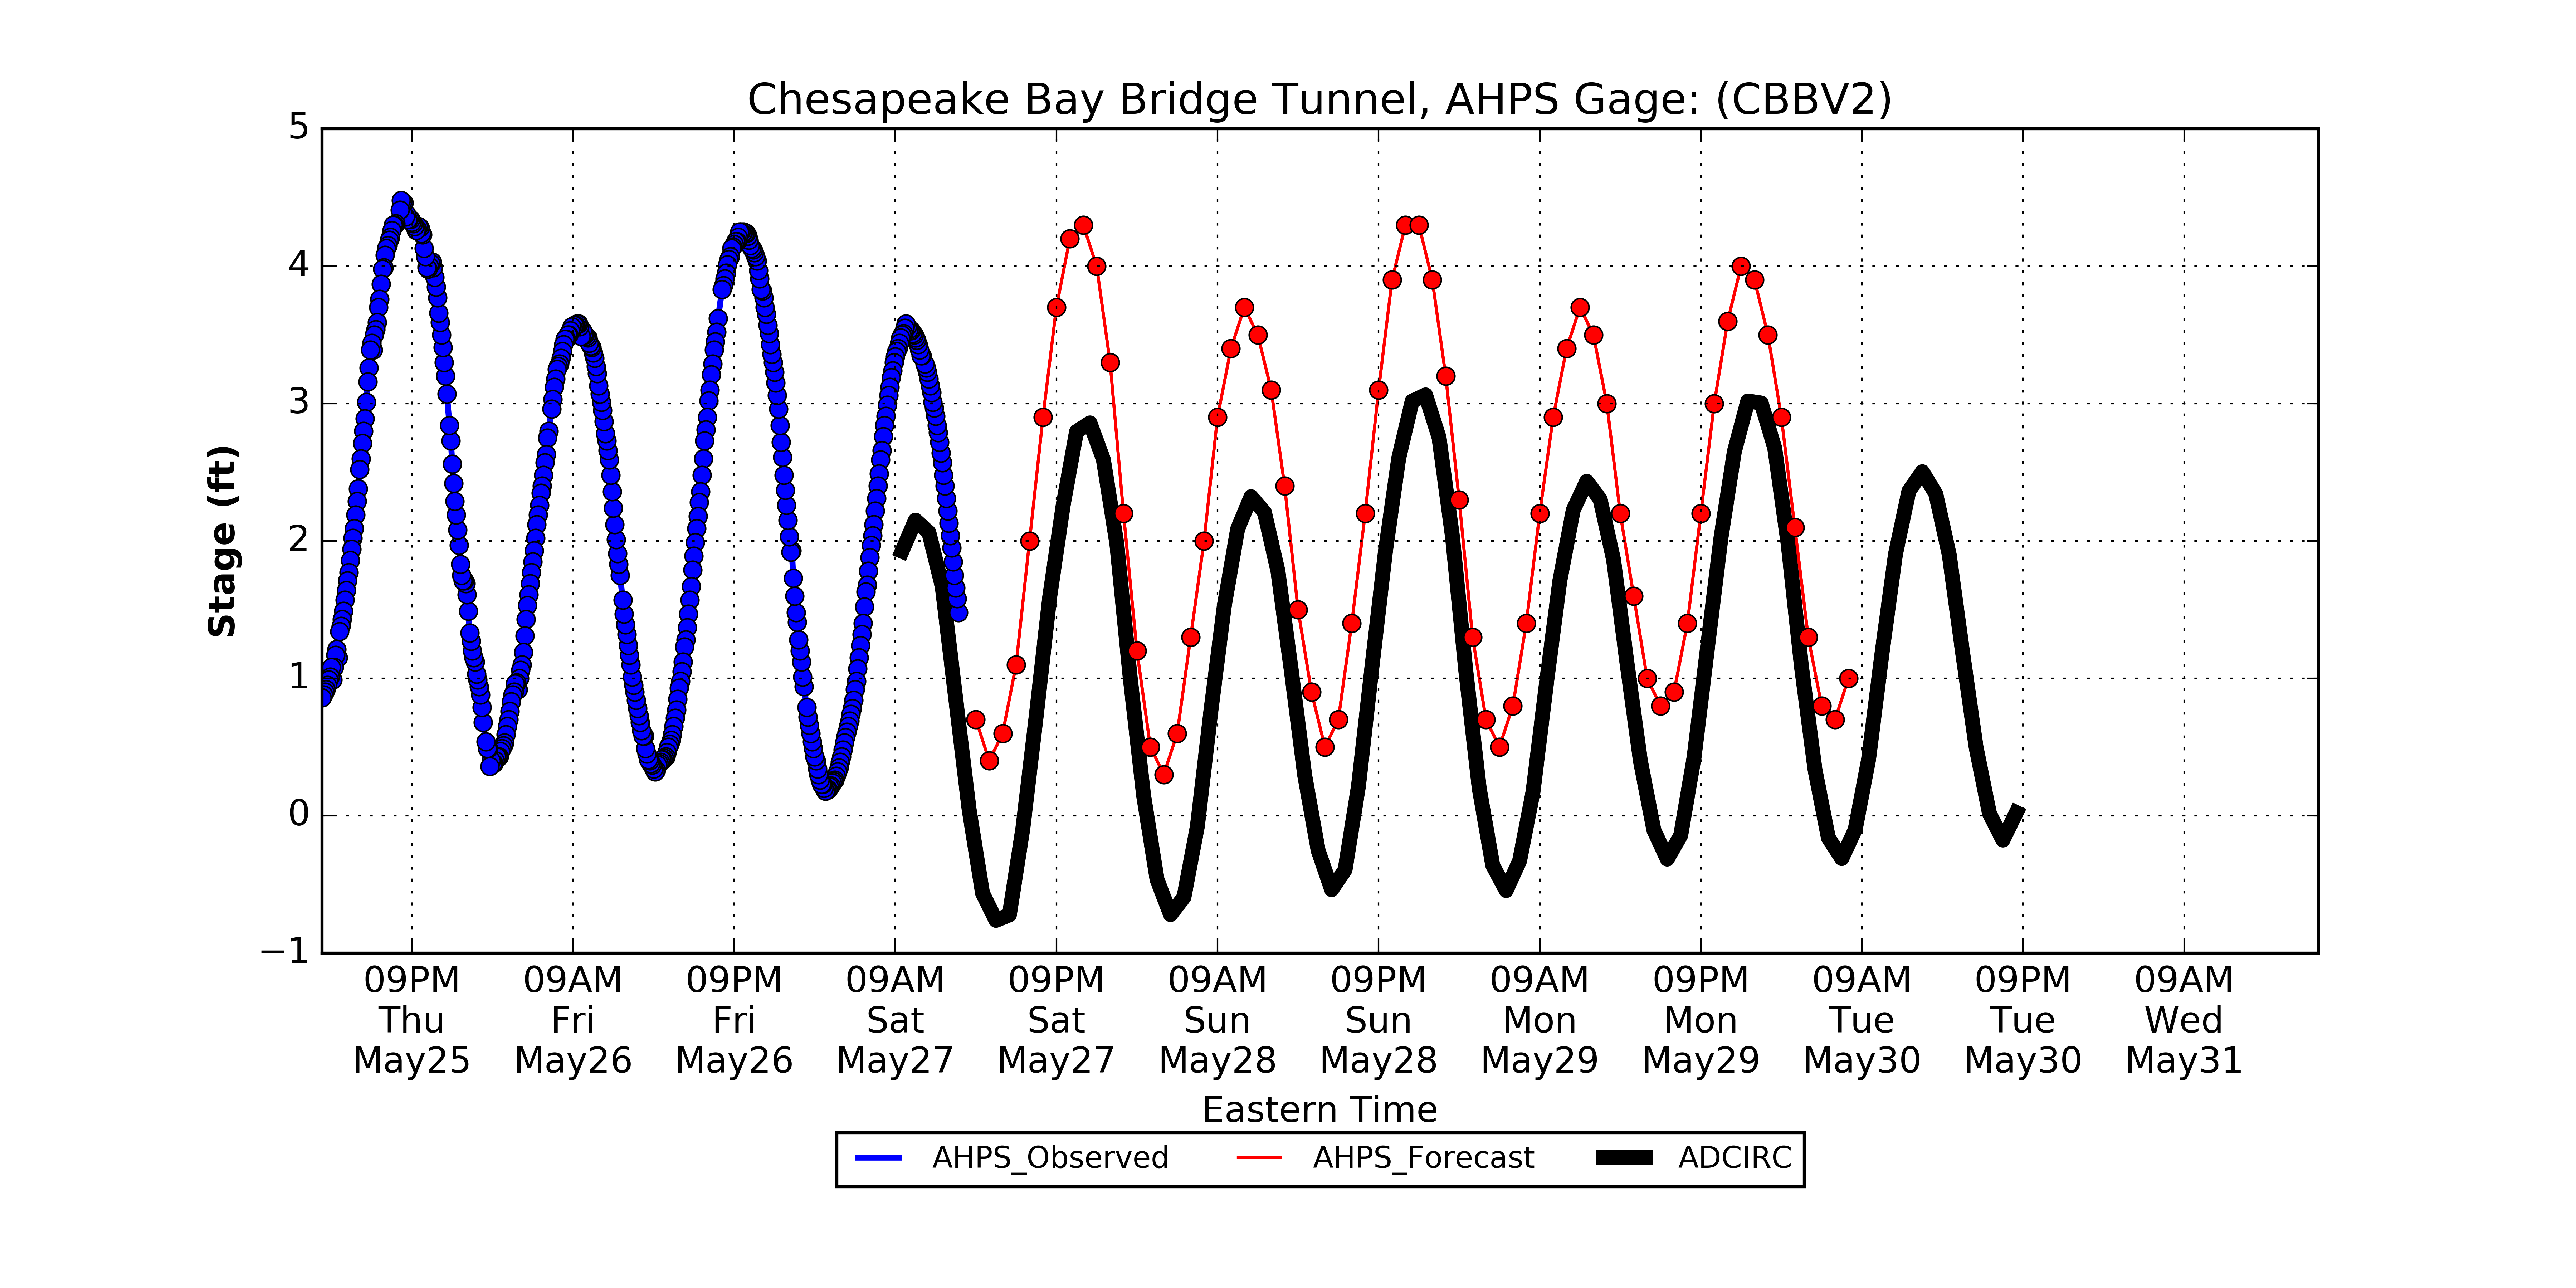 Chesapeake Bay Bridge Tunnel, AHPS Gage: (CBBV2)
5
4
3
2
1
0
−1
Stage (ft)
09PM 09AM 09PM 09AM 09PM 09AM 09PM 09AM 09PM 09AM 09PM 09AM
Thu Fri Fri Sat Sat Sun Sun Mon Mon Tue Tue Wed
May25 May26 May26 May27 May27 May28 May28 May29 May29 May30 May30 May31
Eastern Time
AHPS_Observed AHPS_Forecast ADCIRC